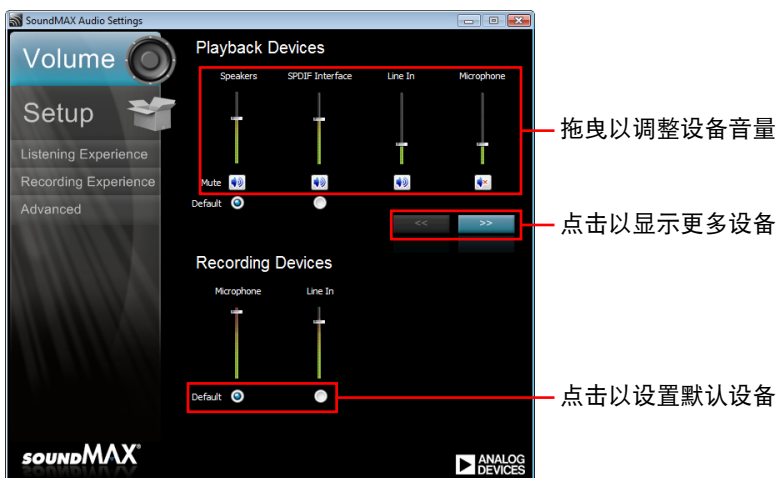 SoundMAX Audio Settings
Volume
Setup
Listening Experience
Recording Experience
Advanced
Playback Devices
Speakers SPDIF Interface Line In Microphone
Mute
Default
<< >>
Recording Devices
Microphone Line In
Default
SOUNDMAX®
ANALOG
DEVICES
拖曳以调整设备音量
点击以显示更多设备
点击以设置默认设备